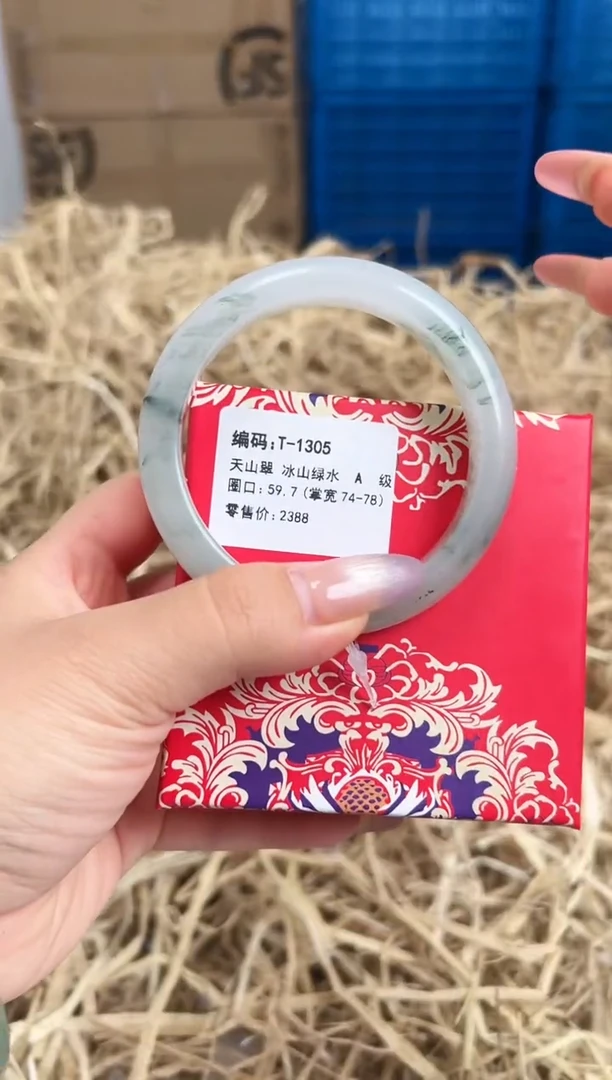 编码:T-1305
天山翠 冰山绿水 A 级
圈口:59.7(掌宽74-78)
零售价:2388